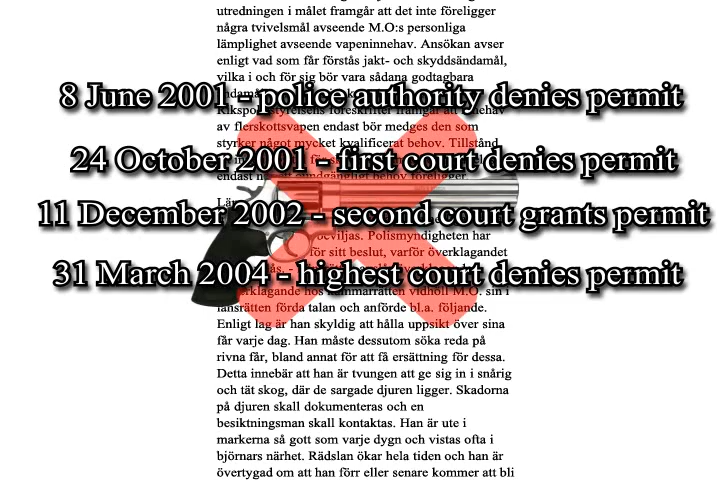 utredningen i målet framgår att det inte föreligger
några tvivelsmål avseende M.O:s personliga
lämplighet avseende vapeninnehav. Ansökan avser
enligt vad som får förstås jakt- och skyddsändamål,
vilka i och för sig bör vara sådana godtagbara
8 June 2001 - police authority denies permit
av flerskottsvapen endast bör medges den som
styrker något mycket kvalificerat behov. Tillstånd
24 October 2001 - first court denies permit
endast
11 December 2002 - second court grants permit
Polismyndigheten har
för sitt beslut, varför överklagandet
31 March 2004 - highest court denies permit
hos kammarrätten vidhöll M.O. sin i
länsrätten förda talan och anförde bl.a. följande.
Enligt lag är han skyldig att hålla uppsikt över sina
får varje dag. Han måste dessutom söka reda på
rivna får, bland annat för att få ersättning för dessa.
Detta innebär att han är tvungen att ge sig in i snårig
och tät skog, där de sargade djuren ligger. Skadorna
på djuren skall dokumenteras och en
besiktningsman skall kontaktas. Han är ute i
markerna så gott som varje dygn och vistas ofta i
björnars närhet. Rädslan ökar hela tiden och han är
övertygad om att han förr eller senare kommer att bli